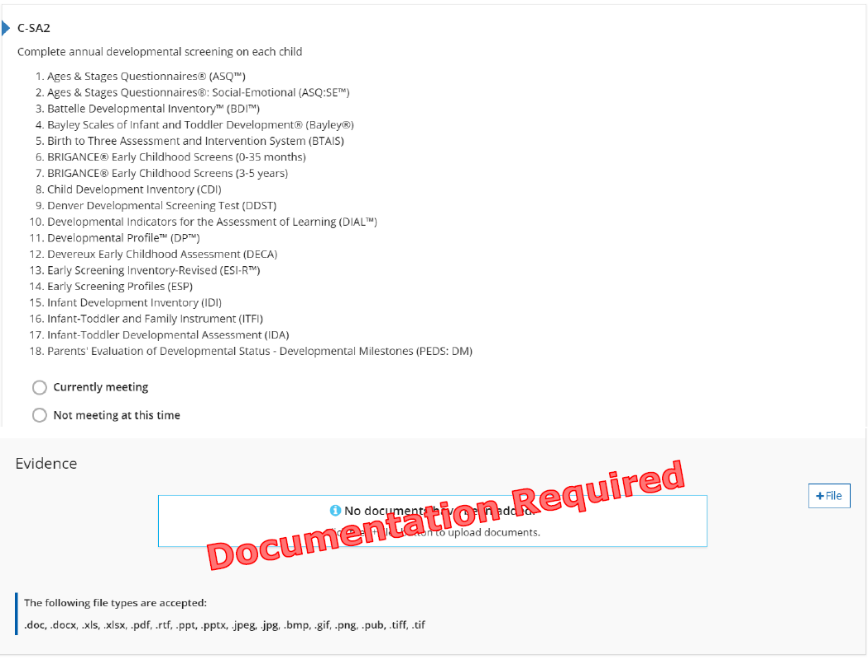 C-SA2
Complete annual developmental screening on each child
1. Ages & Stages Questionnaires® (ASQ™)
2. Ages & Stages Questionnaires®: Social-Emotional (ASQ:SE™)
3. Battelle Developmental Inventory™ (BDI™)
4. Bayley Scales of Infant and Toddler Development® (Bayley®)
5. Birth to Three Assessment and Intervention System (BTAIS)
6. BRIGANCE® Early Childhood Screens (0-35 months)
7. BRIGANCE® Early Childhood Screens (3-5 years)
8. Child Development Inventory (CDI)
9. Denver Developmental Screening Test (DDST)
10. Developmental Indicators for the Assessment of Learning (DIAL™)
11. Developmental Profile™ (DP™)
12. Devereux Early Childhood Assessment (DECA)
13. Early Screening Inventory-Revised (ESI-R™)
14. Early Screening Profiles (ESP)
15. Infant Development Inventory (IDI)
16. Infant-Toddler and Family Instrument (ITFI)
17. Infant-Toddler Developmental Assessment (IDA)
18. Parents' Evaluation of Developmental Status - Developmental Milestones (PEDS: DM)
Currently meeting
Not meeting at this time
Evidence
+File
No documents have been added.
to upload documents.
Documentation Required
The following file types are accepted:
.doc, .docx, .xls, .xlsx, .pdf, .rtf, .ppt, .pptx, .jpeg, .jpg, .bmp, .gif, .png, .pub, .tiff, .tif